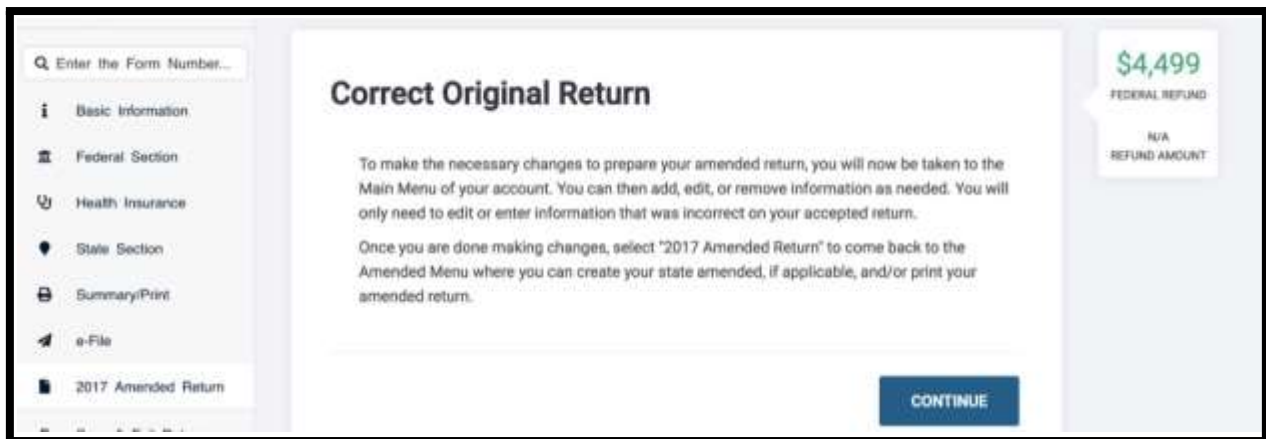 Enter the Form Number...
Basic Information
Federal Section
Health Insurance
State Section
Summary/Print
e-File
2017 Amended Return
Correct Original Return
To make the necessary changes to prepare your amended return, you will now be taken to the
Main Menu of your account. You can then add, edit, or remove information as needed. You will
only need to edit or enter information that was incorrect on your accepted return.
Once you are done making changes, select "2017 Amended Return" to come back to the
Amended Menu where you can create your state amended, if applicable, and/or print your
amended return.
CONTINUE
$4,499
FEDERAL REFUND
N/A
REFUND AMOUNT